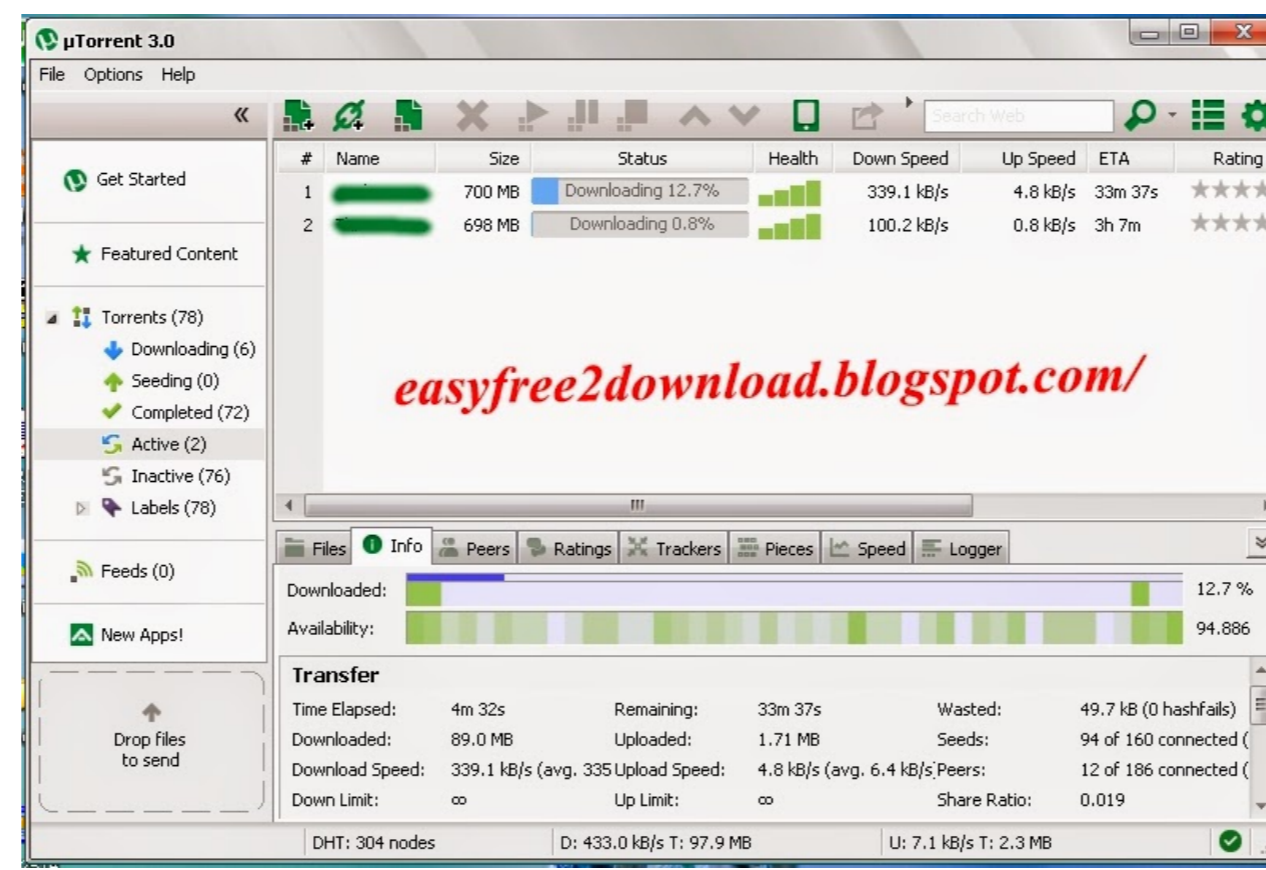 µTorrent 3.0
File Options Help
«
Search Web
Get Started
Featured Content
Torrents (78)
Downloading (6)
Seeding (0)
Completed (72)
Active (2)
Inactive (76)
Labels (78)
Feeds (0)
New Apps!
Drop files
to send
# Name Size Status Health Down Speed Up Speed ETA Rating
1 700 MB Downloading 12.7% 339.1 kB/s 4.8 kB/s 33m 37s
2 698 MB Downloading 0.8% 100.2 kB/s 0.8 kB/s 3h 7m
easyfree2download.blogspot.com/
Files Info Peers Ratings Trackers Pieces Speed Logger
Downloaded: 12.7 %
Availability: 94.886
Transfer
Time Elapsed: 4m 32s Remaining: 33m 37s Wasted: 49.7 kB (0 hashfails)
Downloaded: 89.0 MB Uploaded: 1.71 MB Seeds: 94 of 160 connected (
Download Speed: 339.1 kB/s (avg. 335 Upload Speed: 4.8 kB/s (avg. 6.4 kB/s Peers: 12 of 186 connected (
Down Limit: ∞ Up Limit: ∞ Share Ratio: 0.019
DHT: 304 nodes D: 433.0 kB/s T: 97.9 MB U: 7.1 kB/s T: 2.3 MB